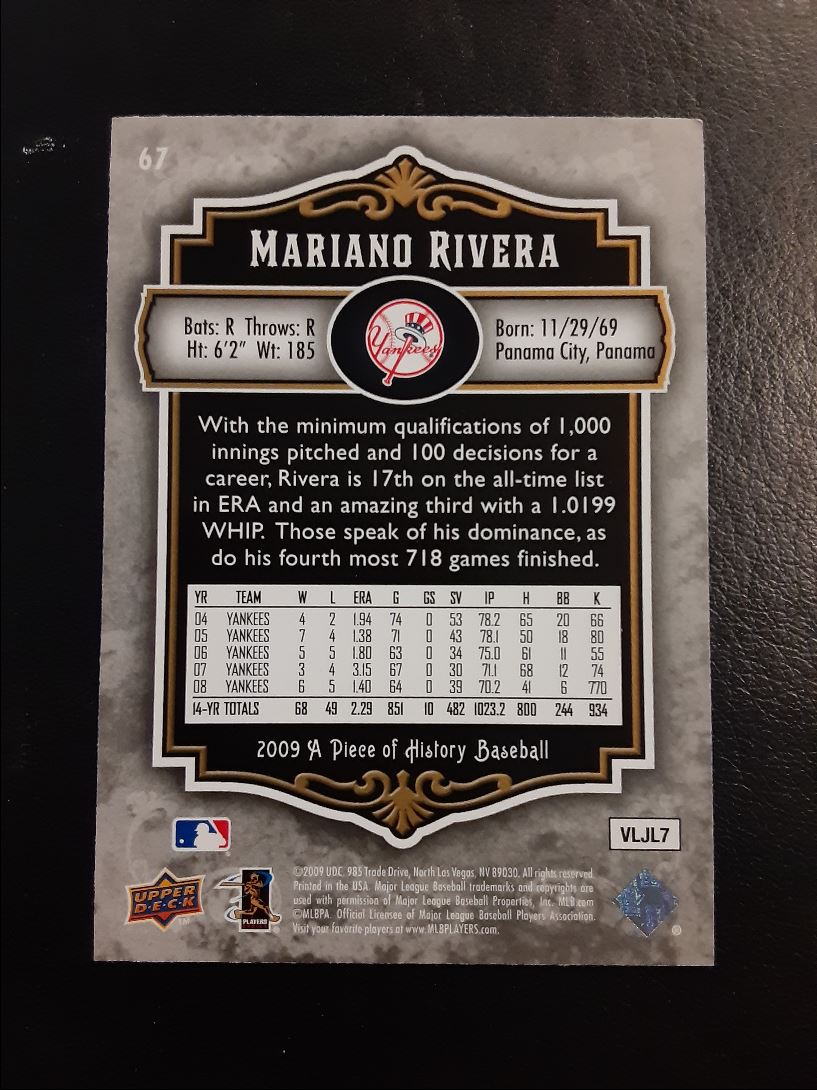 67
MARIANO RIVERA
Bats: R Throws: R
Ht: 6'2" Wt: 185
Yankees
Born: 11/29/69
Panama City, Panama
With the minimum qualifications of 1,000
innings pitched and 100 decisions for a
career, Rivera is 17th on the all-time list
in ERA and an amazing third with a 1.0199
WHIP. Those speak of his dominance, as
do his fourth most 718 games finished.
YR TEAM W L ERA G GS SV IP H BB K
04 YANKEES 4 2 1.94 74 0 53 78.2 65 20 66
05 YANKEES 7 4 1.38 71 0 43 78.1 50 18 80
06 YANKEES 5 5 1.80 63 0 34 75.0 61 11 55
07 YANKEES 3 4 3.15 67 0 30 71.1 68 12 74
08 YANKEES 6 5 1.40 64 0 39 70.2 41 6 770
14-YR TOTALS 68 49 2.29 851 10 482 1023.2 800 244 934
2009 A Piece of History Baseball
VLJL7
UPPER
D·E·C·K
TM
PLAYERS
©2009 UDC, 985 Trade Drive, North Las Vegas, NV 89030. All rights reserved
Printed in the USA. Major League Baseball trademarks and copyrights are
used with permission of Major League Baseball Properties, Inc. MLB.com
©MLBPA. Official Licensee of Major League Baseball Players Association.
Visit your favorite players at www.MLBPLAYERS.com.
®